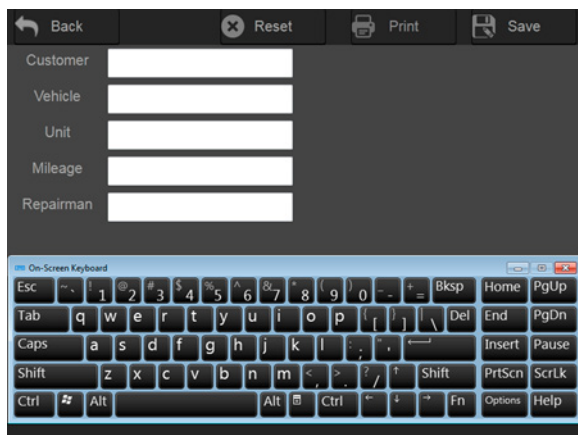 Back Reset Print Save
Customer
Vehicle
Unit
Mileage
Repairman
On-Screen Keyboard
Esc ~ ` ! 1 @ 2 # 3 $ 4 % 5 ^ 6 & 7 * 8 ( 9 ) 0 _ - + = Bksp Home PgUp
Tab q w e r t y u i o p { [ } ] | \ Del End PgDn
Caps a s d f g h j k l : ; " ' Insert Pause
Shift z x c v b n m < , > . ? / ↑ Shift PrtScn ScrLk
Ctrl Alt Alt Ctrl ← ↓ → Fn Options Help